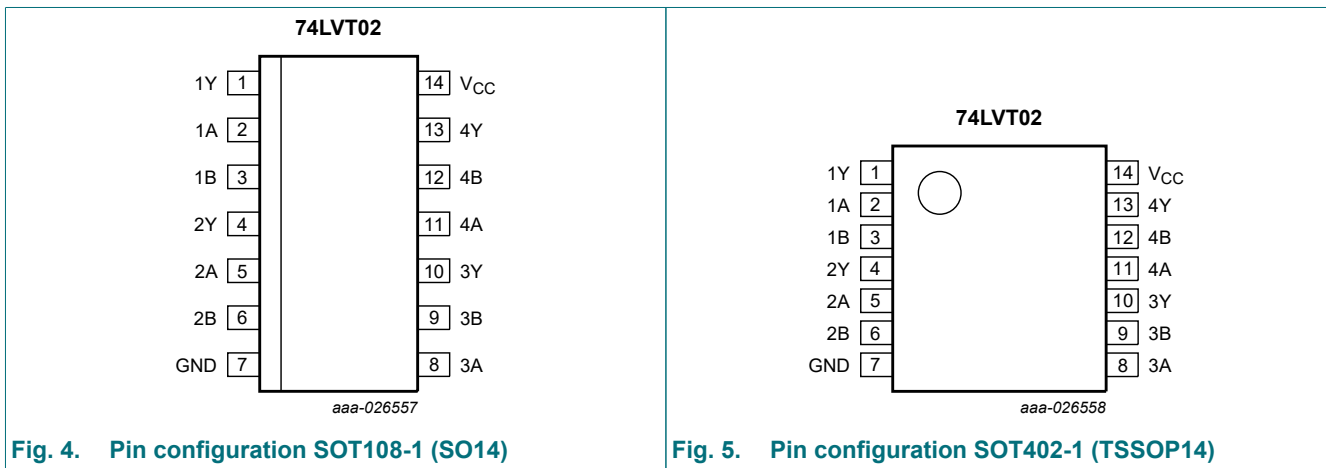 74LVT02
1Y 1 14 VCC
1A 2 13 4Y
1B 3 12 4B
2Y 4 11 4A
2A 5 10 3Y
2B 6 9 3B
GND 7 8 3A
aaa-026557
Fig. 4. Pin configuration SOT108-1 (SO14)
74LVT02
1Y 1 14 VCC
1A 2 13 4Y
1B 3 12 4B
2Y 4 11 4A
2A 5 10 3Y
2B 6 9 3B
GND 7 8 3A
aaa-026558
Fig. 5. Pin configuration SOT402-1 (TSSOP14)